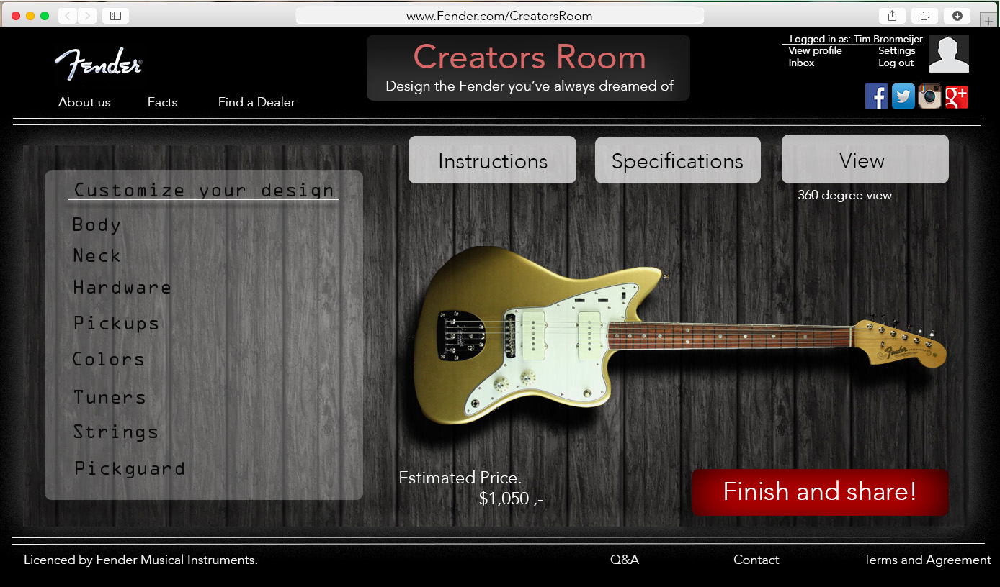 www.Fender.com/CreatorsRoom
Fender
Creators Room
Design the Fender you’ve always dreamed of
Logged in as: Tim Bronmeijer
View profile Settings
Inbox Log out
About us Facts Find a Dealer
Instructions Specifications View
360 degree view
Customize your design
Body
Neck
Hardware
Pickups
Colors
Tuners
Strings
Pickguard
Fender
Estimated Price.
$1,050 ,-
Finish and share!
Licenced by Fender Musical Instruments. Q&A Contact Terms and Agreement